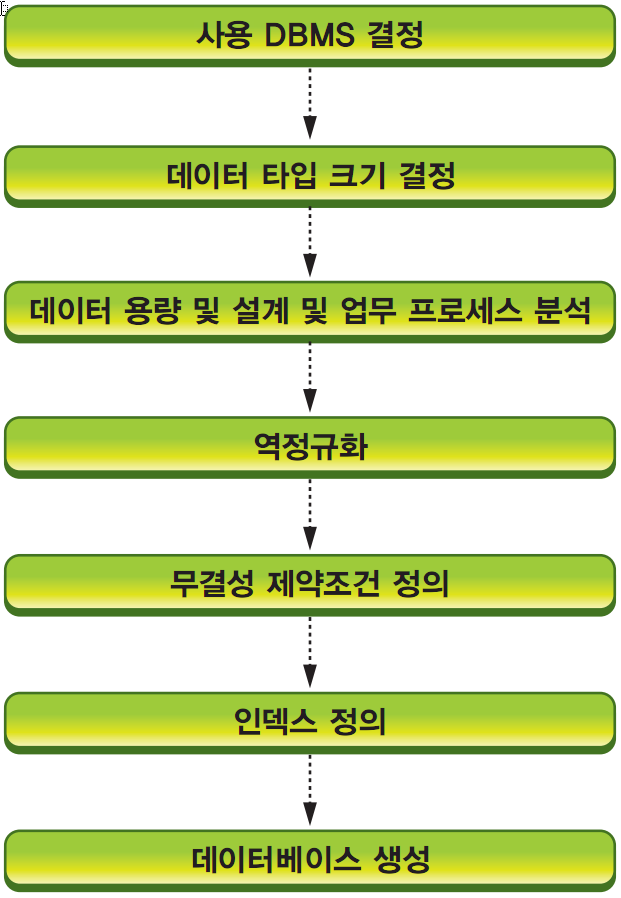 사용 DBMS 결정
데이터 타입 크기 결정
데이터 용량 및 설계 및 업무 프로세스 분석
역정규화
무결성 제약조건 정의
인덱스 정의
데이터베이스 생성